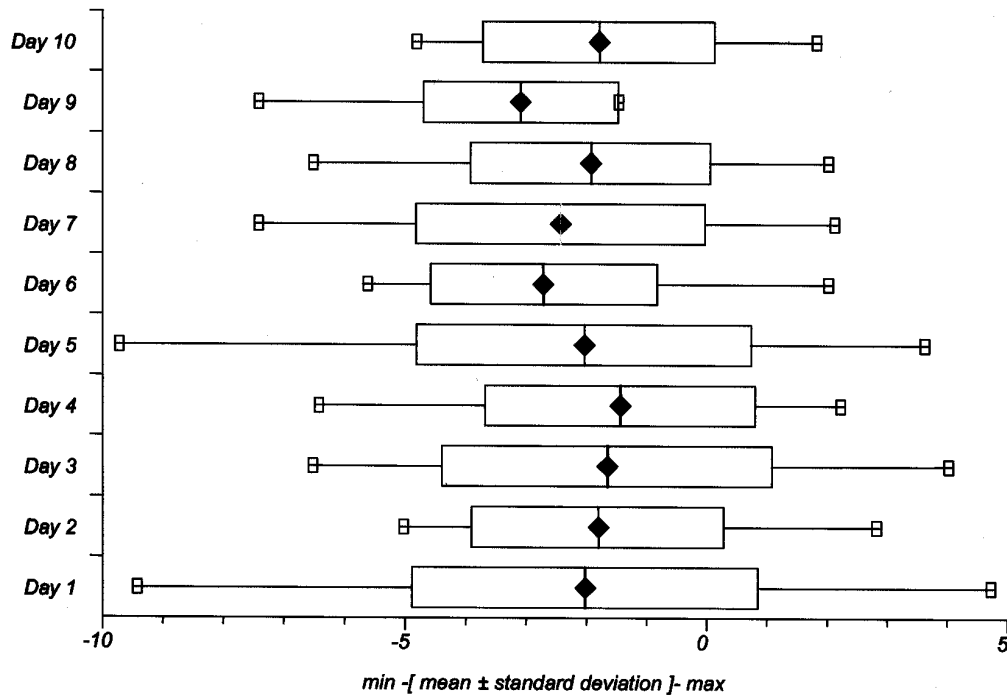 Day 10
Day 9
Day 8
Day 7
Day 6
Day 5
Day 4
Day 3
Day 2
Day 1
-10 -5 0 5
min -[ mean ± standard deviation ]- max